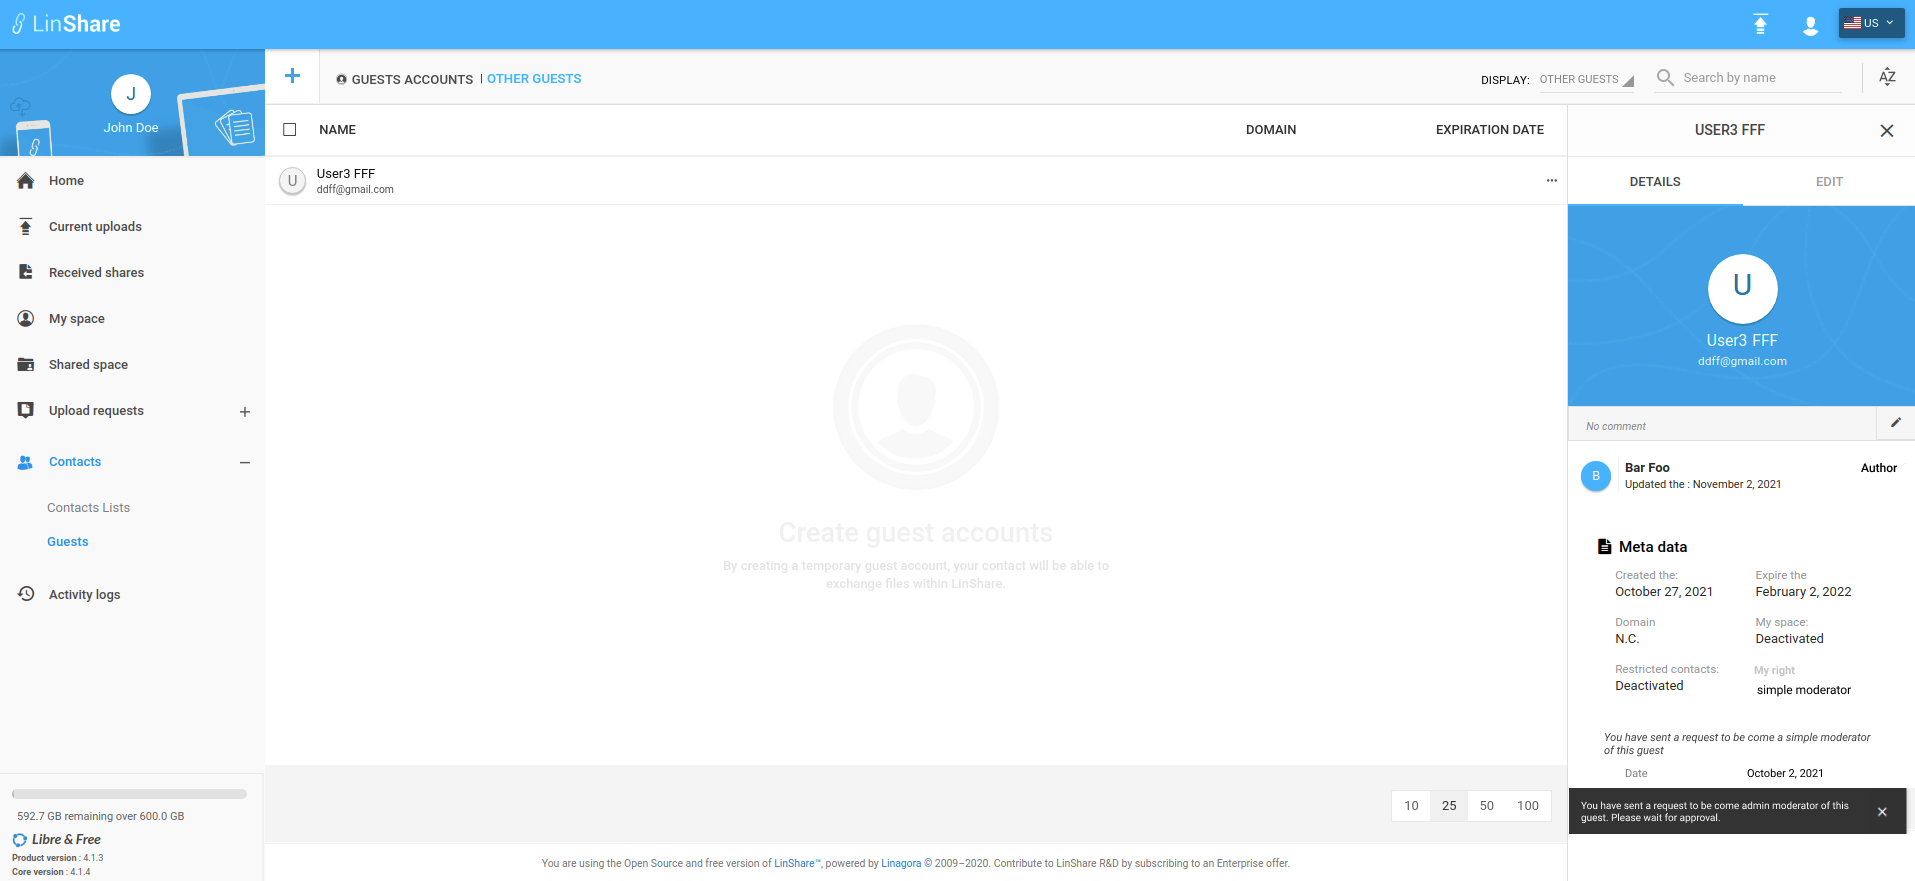 LinShare
US
J
John Doe
GUESTS ACCOUNTS | OTHER GUESTS
DISPLAY: OTHER GUESTS
Search by name
AZ
Home
Current uploads
Received shares
My space
Shared space
Upload requests +
Contacts –
Contacts Lists
Guests
Activity logs
592.7 GB remaining over 600.0 GB
Libre & Free
Product version : 4.1.3
Core version : 4.1.4
NAME DOMAIN EXPIRATION DATE
U
User3 FFF
ddff@gmail.com
Create guest accounts
By creating a temporary guest account, your contact will be able to
exchange files within LinShare.
10 25 50 100
You are using the Open Source and free version of LinShare™, powered by Linagora © 2009–2020. Contribute to LinShare R&D by subscribing to an Enterprise offer.
USER3 FFF
DETAILS EDIT
U
User3 FFF
ddff@gmail.com
No comment
B
Bar Foo Author
Updated the : November 2, 2021
Meta data
Created the: Expire the
October 27, 2021 February 2, 2022
Domain My space:
N.C. Deactivated
Restricted contacts: My right
Deactivated simple moderator
You have sent a request to be come a simple moderator
of this guest
Date October 2, 2021
You have sent a request to be come admin moderator of this
guest. Please wait for approval.